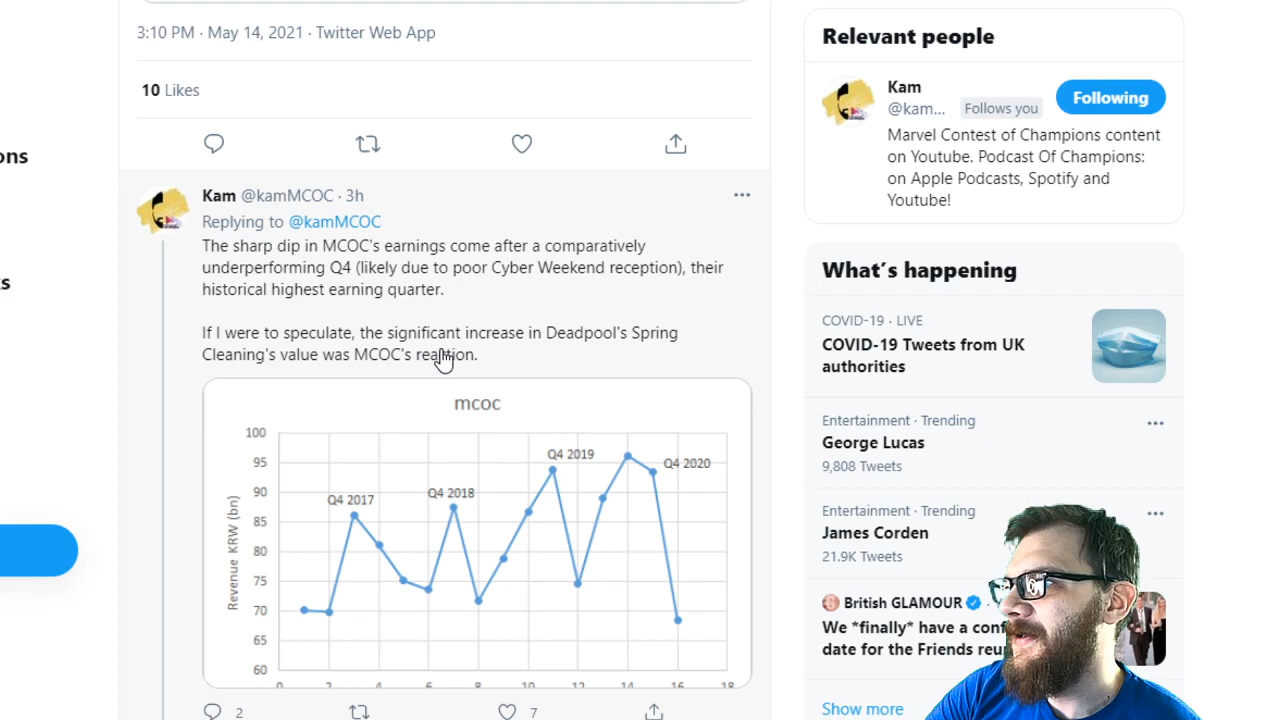 3:10 PM · May 14, 2021 · Twitter Web App
10 Likes
Kam @kamMCOC · 3h
Replying to @kamMCOC
The sharp dip in MCOC's earnings come after a comparatively
underperforming Q4 (likely due to poor Cyber Weekend reception), their
historical highest earning quarter.
If I were to speculate, the significant increase in Deadpool's Spring
Cleaning's value was MCOC's reaction.
mcoc
Revenue KRW (bn)
100
95
90
85
80
75
70
65
60
Q4 2017
Q4 2018
Q4 2019
Q4 2020
0 2 4 6 8 10 12 14 16 18
2
7
ons
Relevant people
Kam
@kam... Follows you
Following
Marvel Contest of Champions content
on Youtube. Podcast Of Champions:
on Apple Podcasts, Spotify and
Youtube!
What's happening
COVID-19 · LIVE
COVID-19 Tweets from UK
authorities
Entertainment · Trending
George Lucas
9,808 Tweets
Entertainment · Trending
James Corden
21.9K Tweets
British GLAMOUR
We *finally* have a
date for the Friends
Show more